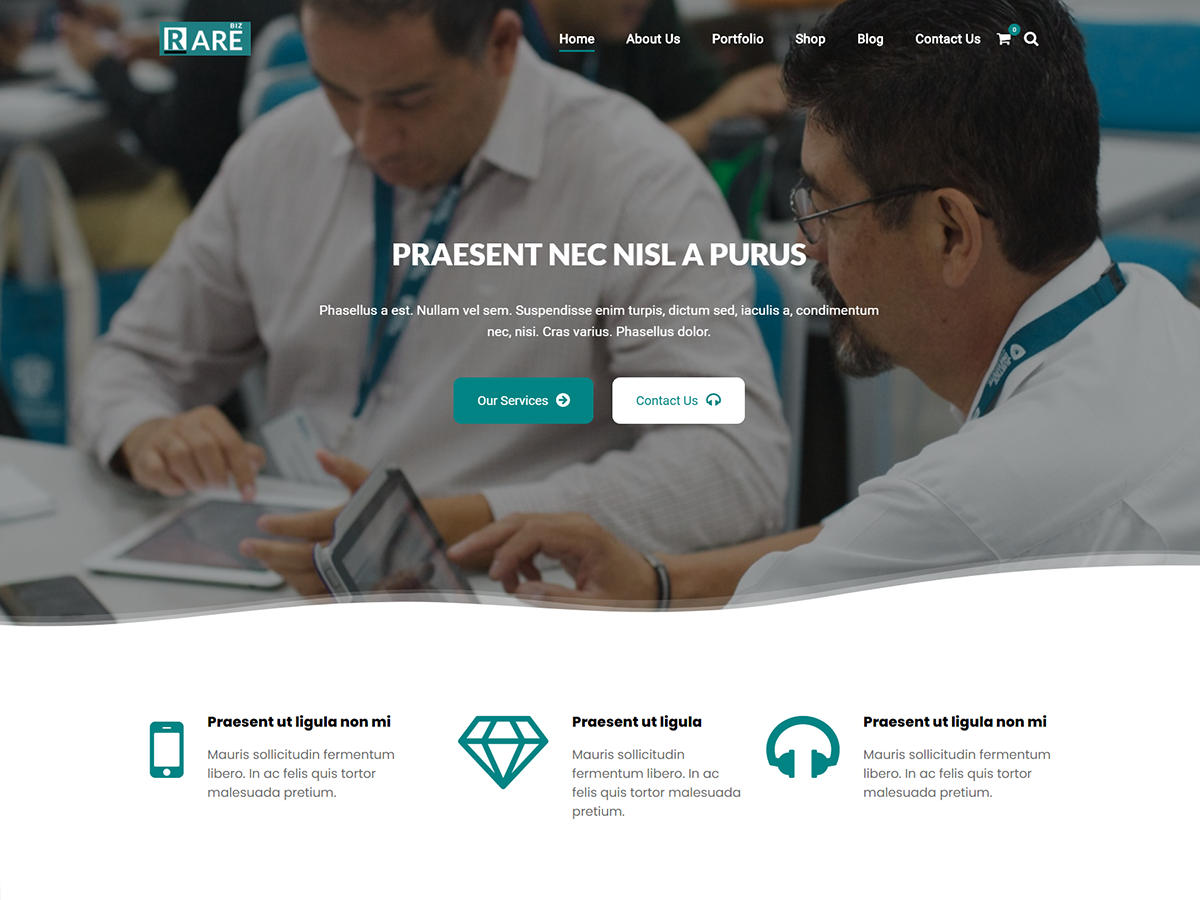 RARE BIZ
Home About Us Portfolio Shop Blog Contact Us 0
PRAESENT NEC NISL A PURUS
Phasellus a est. Nullam vel sem. Suspendisse enim turpis, dictum sed, iaculis a, condimentum
nec, nisi. Cras varius. Phasellus dolor.
Our Services Contact Us
Praesent ut ligula non mi
Mauris sollicitudin fermentum
libero. In ac felis quis tortor
malesuada pretium.
Praesent ut ligula
Mauris sollicitudin
fermentum libero. In ac
felis quis tortor malesuada
pretium.
Praesent ut ligula non mi
Mauris sollicitudin fermentum
libero. In ac felis quis tortor
malesuada pretium.